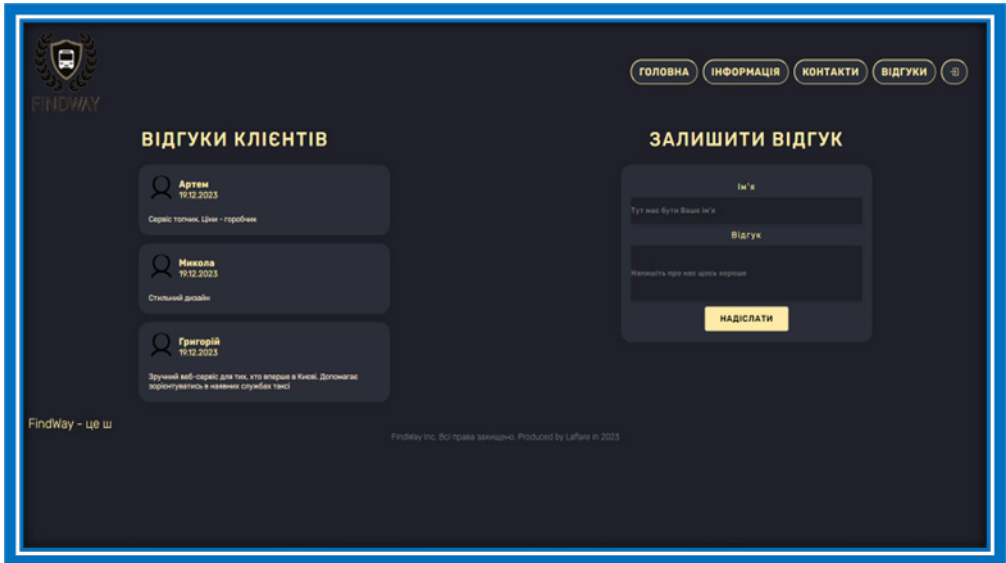 FINDWAY
ГОЛОВНА
ІНФОРМАЦІЯ
КОНТАКТИ
ВІДГУКИ
ВІДГУКИ КЛІЄНТІВ
Артем
19.12.2023
Сервіс топчик. Ціни - горобчик
Микола
19.12.2023
Стильний дизайн
Григорій
19.12.2023
Зручний веб-сервіс для тих, хто вперше в Києві. Допомагає
зорієнтуватись в наявних службах таксі
ЗАЛИШИТИ ВІДГУК
Ім'я
Тут має бути Ваше ім'я
Відгук
Напишіть про нас щось хороше
НАДІСЛАТИ
FindWay - це ш
FindWay Inc. Всі права захищено. Produced by Laflare in 2023